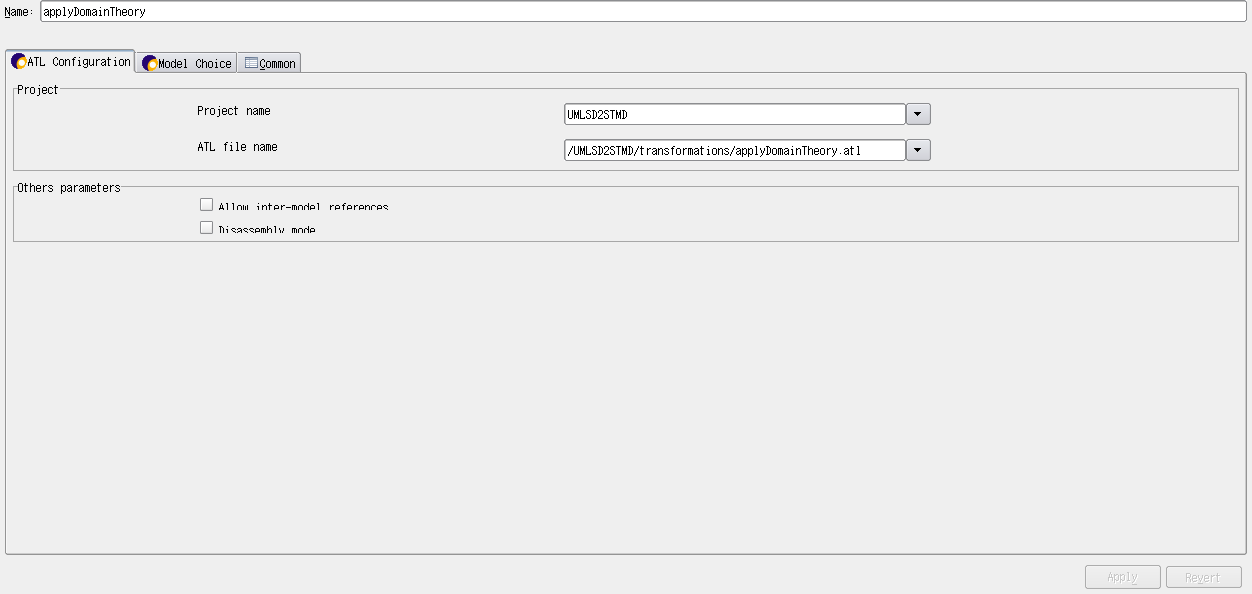 Name: applyDomainTheory
ATL Configuration Model Choice Common
Project
Project name UMLSD2STMD
ATL file name /UMLSD2STMD/transformations/applyDomainTheory.atl
Others parameters
Allow inter-model references
Disassembly mode
Apply Revert